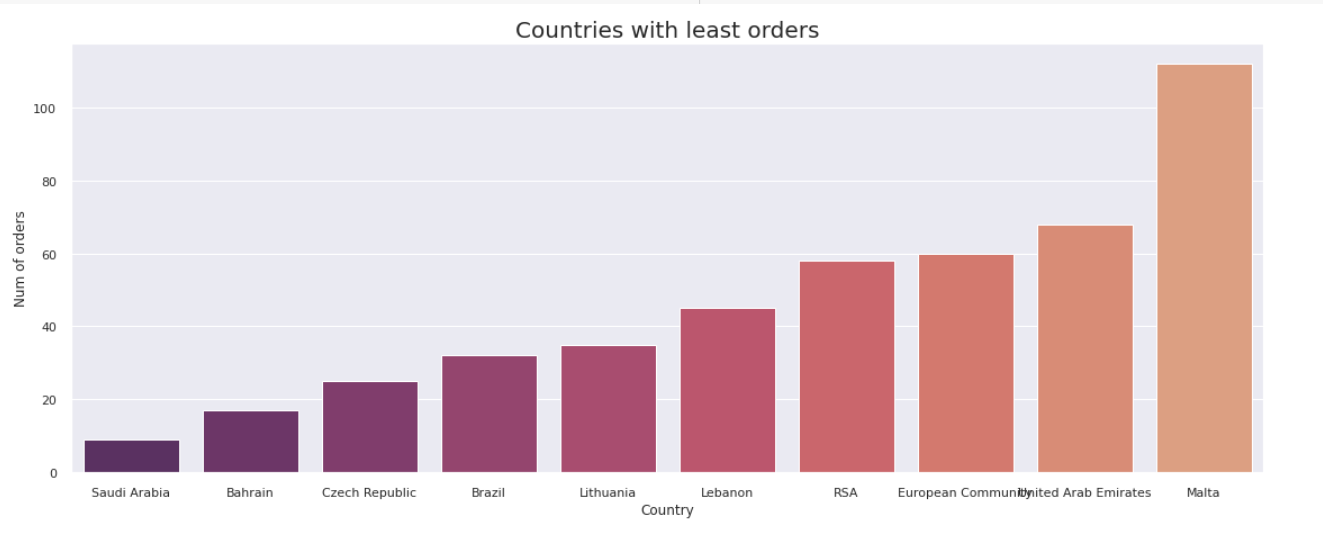 Countries with least orders
Num of orders
100
80
60
40
20
0
Saudi Arabia
Bahrain
Czech Republic
Brazil
Lithuania
Lebanon
RSA
European Community
United Arab Emirates
Malta
Country